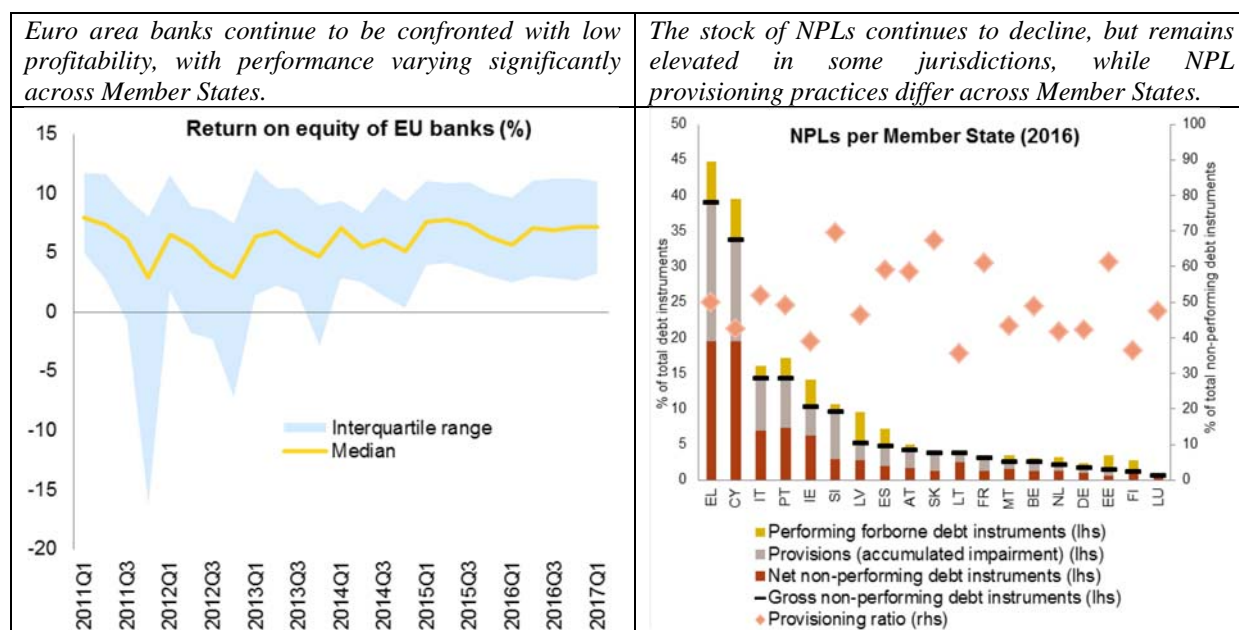 Euro area banks continue to be confronted with low
profitability, with performance varying significantly
across Member States.
The stock of NPLs continues to decline, but remains
elevated in some jurisdictions, while NPL
provisioning practices differ across Member States.
Return on equity of EU banks (%)
15
10
5
0
-5
-10
-15
-20
Interquartile range
Median
2011Q1
2011Q3
2012Q1
2012Q3
2013Q1
2013Q3
2014Q1
2014Q3
2015Q1
2015Q3
2016Q1
2016Q3
2017Q1
NPLs per Member State (2016)
% of total debt instruments
50
45
40
35
30
25
20
15
10
5
0
100
90
80
70
60
50
40
30
20
10
0
% of total non-performing debt instruments
EL
CY
IT
PT
IE
SI
LV
ES
AT
SK
LT
FR
MT
BE
NL
DE
EE
FI
LU
Performing forborne debt instruments (lhs)
Provisions (accumulated impairment) (lhs)
Net non-performing debt instruments (lhs)
Gross non-performing debt instruments (lhs)
Provisioning ratio (rhs)